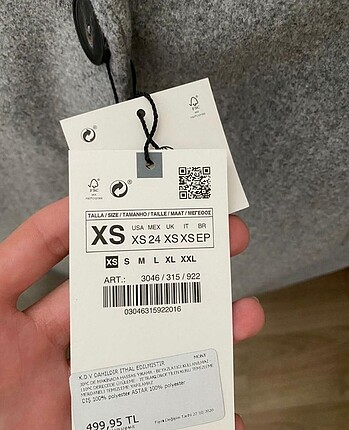 FSC
FSC
TALLA / SIZE / TAMANHO / TAILLE / MAAT / ΜΕΓΕΘΟΣ
XS USA MEX UK IT BR
XS 24 XS XS EP
XS S M L XL XXL
ART.: 3046 / 315 / 922
03046315922016
K.D.V DAHİLDİR İTHAL EDİLMİŞTİR
DIŞ 100% polyester ASTAR 100% polyester
499,95 TL